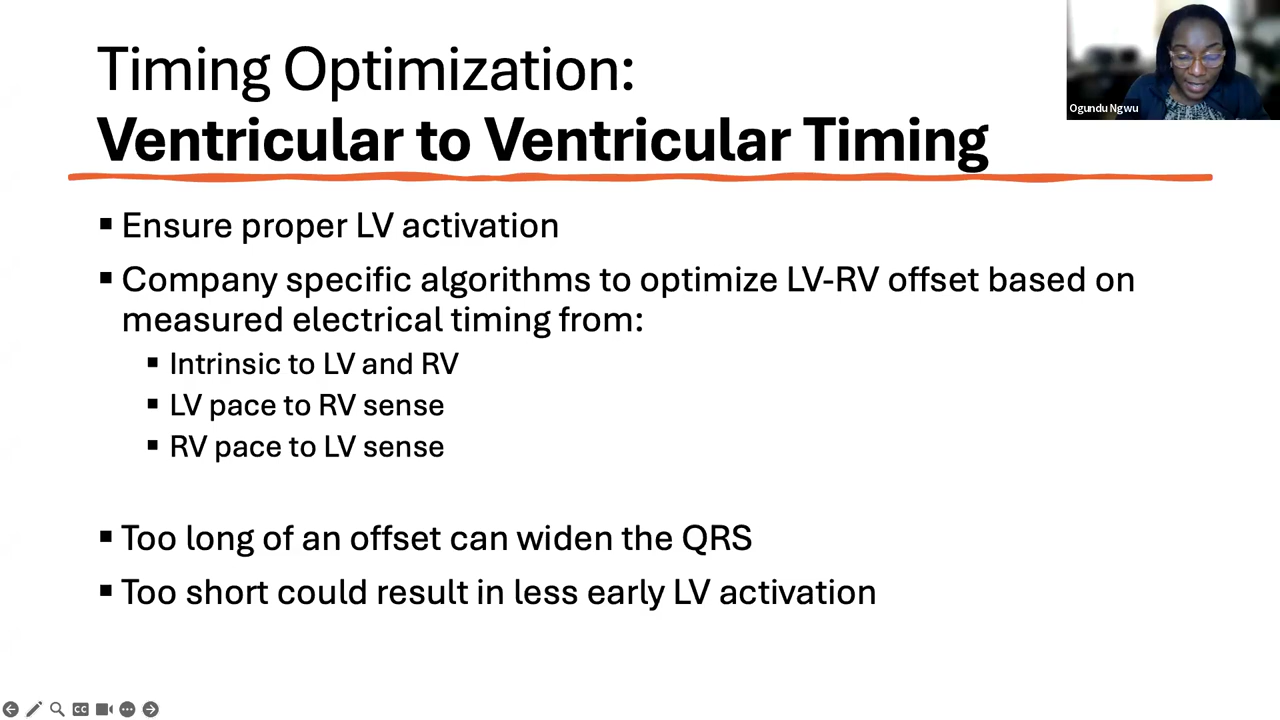 Timing Optimization:
Ventricular to Ventricular Timing
Ogundu Ngwu
▪ Ensure proper LV activation
▪ Company specific algorithms to optimize LV-RV offset based on
measured electrical timing from:
▪ Intrinsic to LV and RV
▪ LV pace to RV sense
▪ RV pace to LV sense
▪ Too long of an offset can widen the QRS
▪ Too short could result in less early LV activation
CC